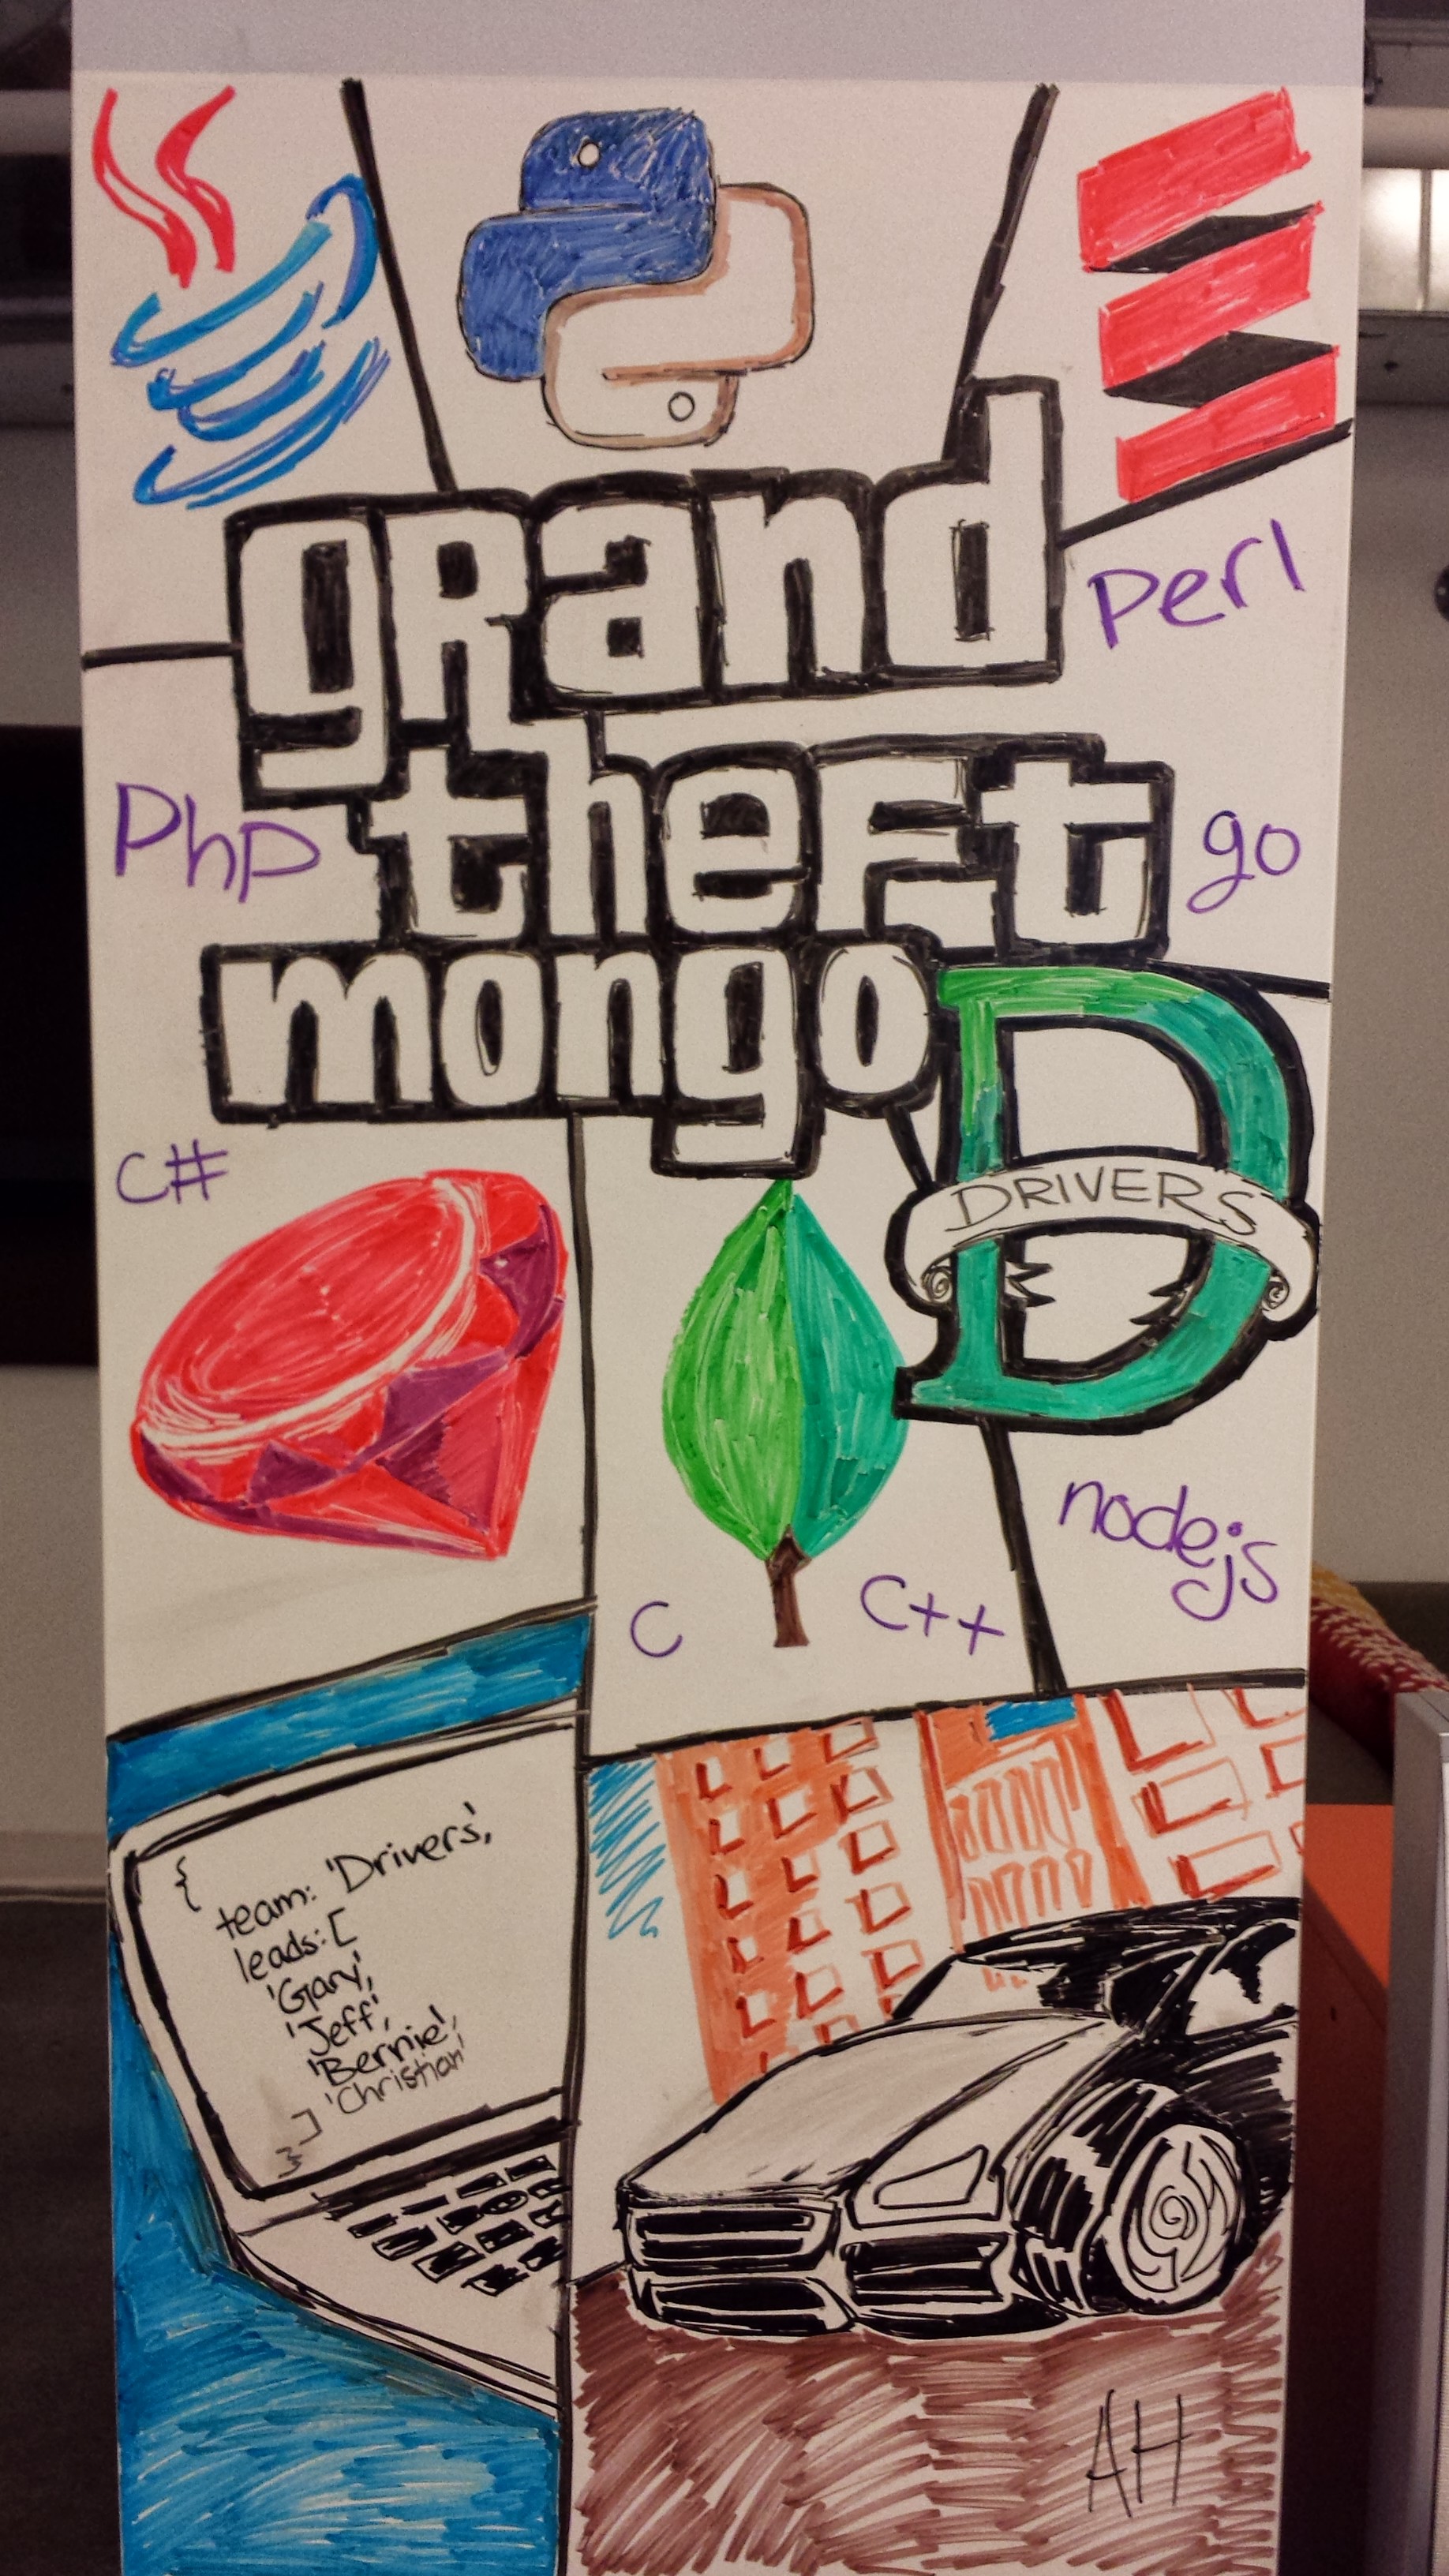 grand
perl
theft
php
go
mongo D
DRIVERS
C#
nodejs
C
C++
{
team: 'Drivers',
leads: [
'Gary',
'Jeff',
'Bernie',
'Christian'
]
}
AH